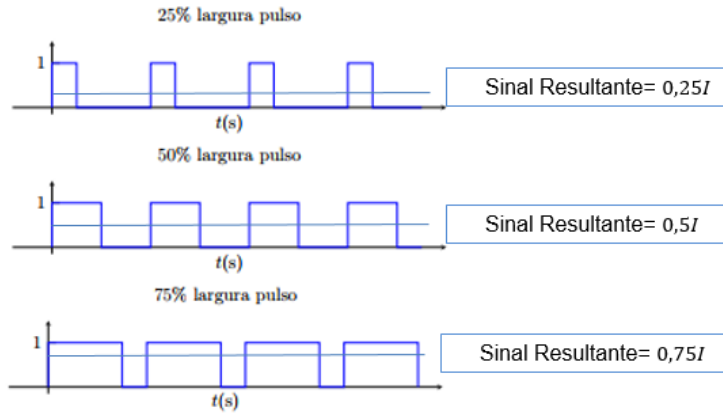 25% largura pulso
1
Sinal Resultante= 0,25I
t(s)
50% largura pulso
1
Sinal Resultante= 0,5I
t(s)
75% largura pulso
1
Sinal Resultante= 0,75I
t(s)